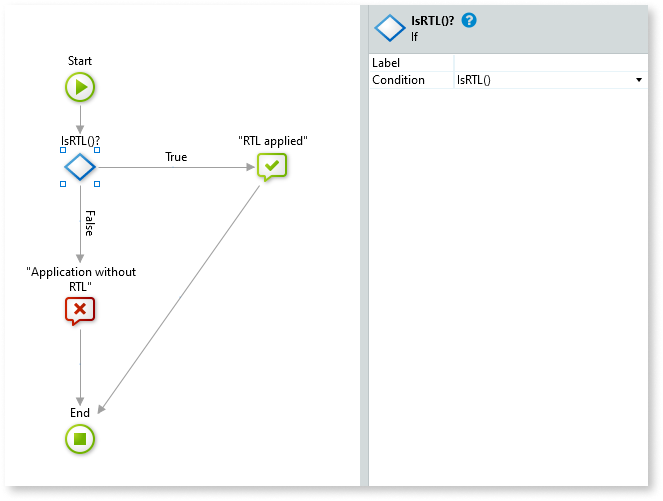 Start
IsRTL()?
True
"RTL applied"
False
"Application without
RTL"
End
IsRTL()? ?
If
Label
Condition IsRTL()